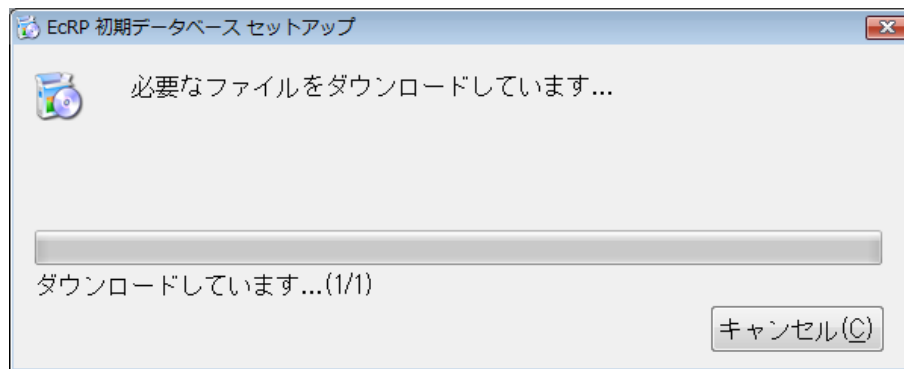 EcRP 初期データベース セットアップ
必要なファイルをダウンロードしています...
ダウンロードしています...(1/1)
キャンセル(C)